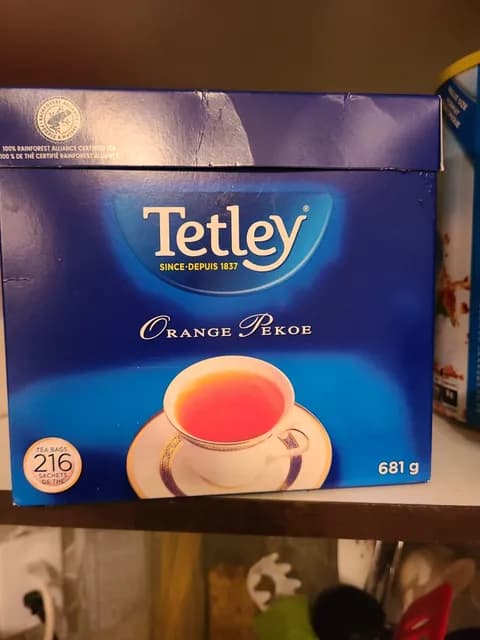 100% RAINFOREST ALLIANCE CERTIFIED TEA
100 % DE THÉ CERTIFIÉ RAINFOREST ALLIANCE
Tetley®
SINCE·DEPUIS 1837
ORANGE PEKOE
TEA BAGS
216
SACHETS
DE THÉ
681 g